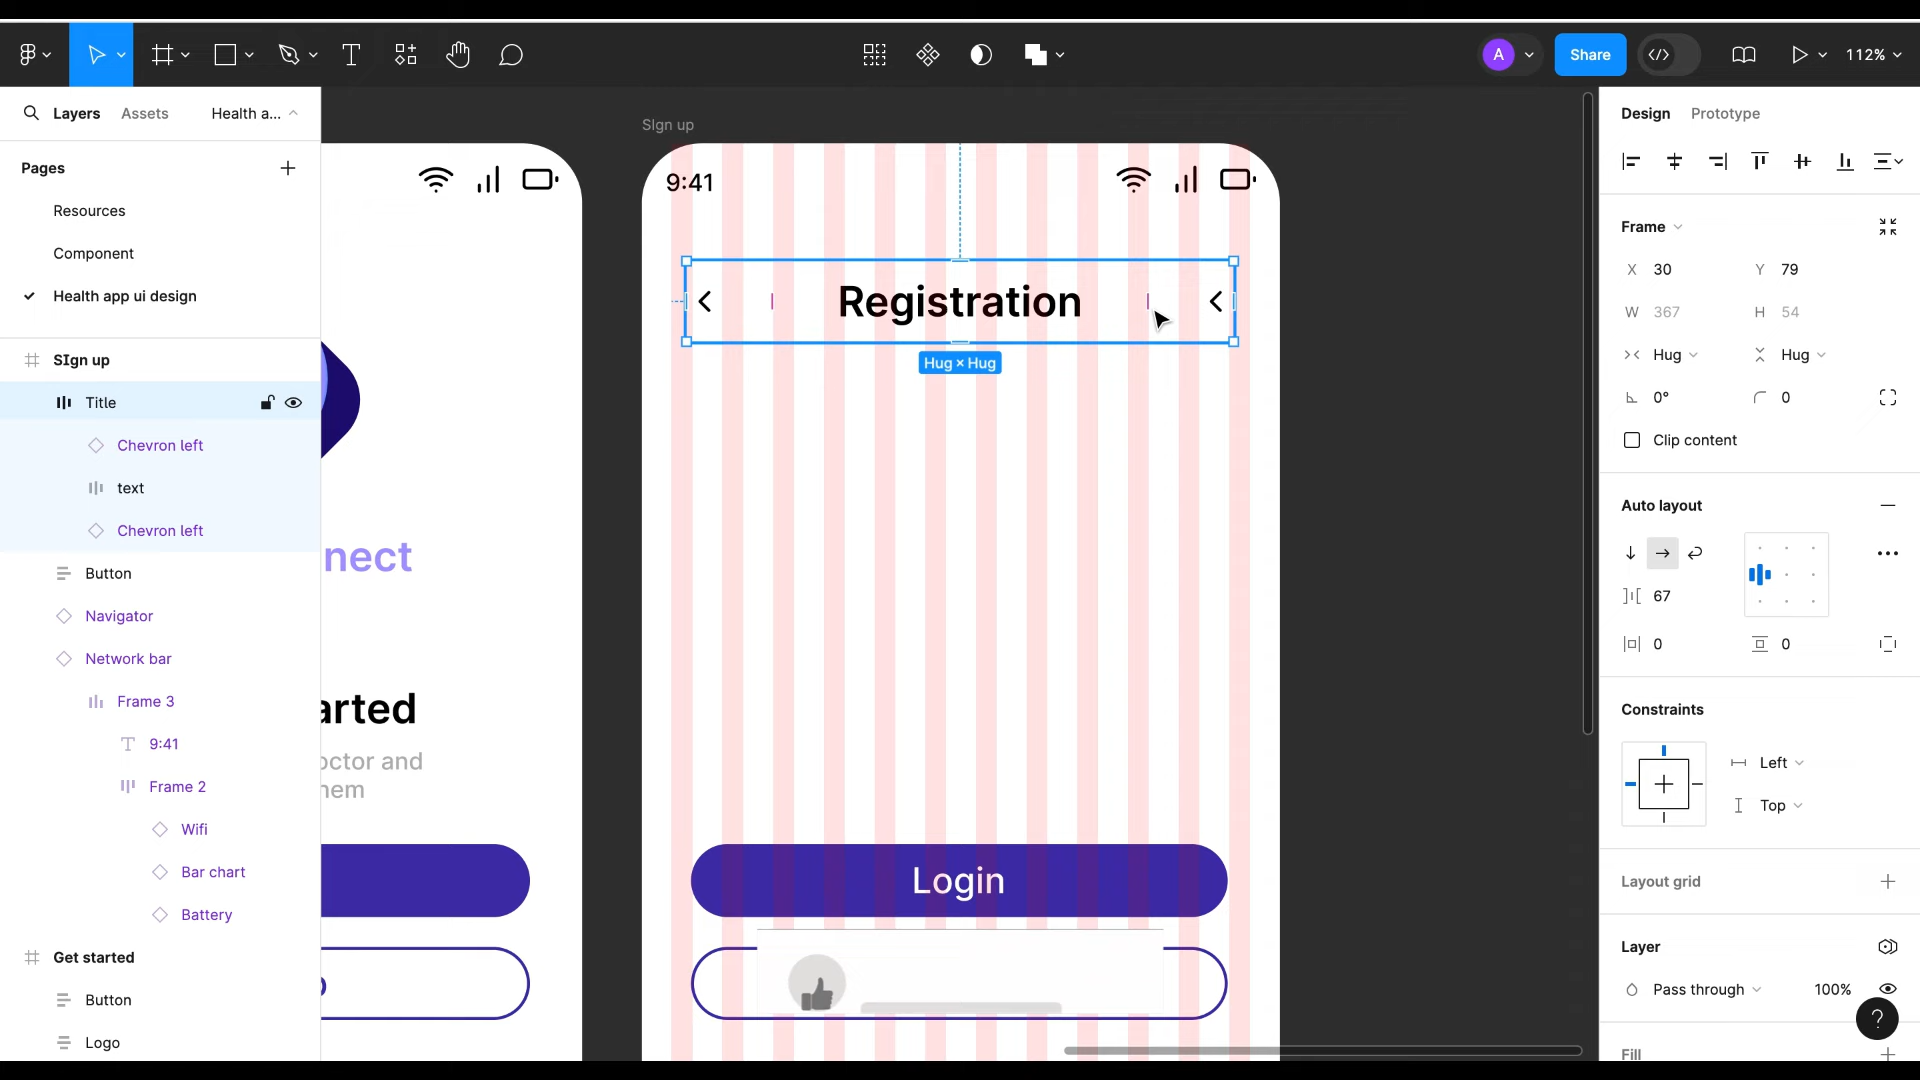 A
Share
112%
Layers
Assets
Health a...
Pages
Resources
Component
Health app ui design
SIgn up
Title
Chevron left
text
Chevron left
Button
Navigator
Network bar
Frame 3
9:41
Frame 2
Wifi
Bar chart
Battery
Get started
Button
Logo
nect
arted
octor and
hem
SIgn up
9:41
Registration
Hug × Hug
Login
Design
Prototype
Frame
X 30
Y 79
W 367
H 54
Hug
Hug
0°
0
Clip content
Auto layout
67
0
0
Constraints
Left
Top
Layout grid
Layer
Pass through
100%
?
Fill